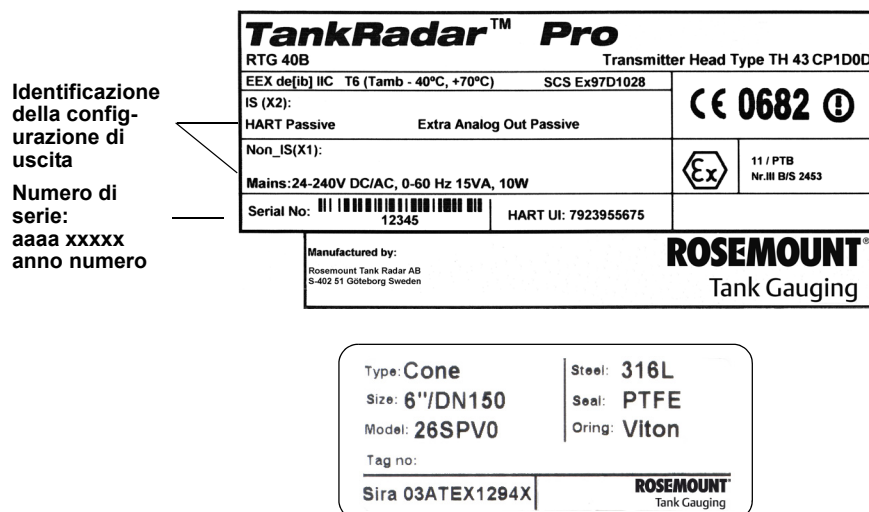 TankRadar™ Pro
RTG 40B Transmitter Head Type TH 43 CP1D0D
EEX de[ib] IIC T6 (Tamb - 40ºC, +70ºC) SCS Ex97D1028
IS (X2):
HART Passive Extra Analog Out Passive
CE 0682
Non_IS(X1):
Mains:24-240V DC/AC, 0-60 Hz 15VA, 10W
Ex
11 / PTB
Nr.III B/S 2453
Serial No:
12345
HART UI: 7923955675
Identificazione
della config-
urazione di
uscita
Numero di
serie:
aaaa xxxxx
anno numero
Manufactured by:
Rosemount Tank Radar AB
S-402 51 Göteborg Sweden
ROSEMOUNT®
Tank Gauging
Type: Cone Steel: 316L
Size: 6"/DN150 Seal: PTFE
Model: 26SPV0 Oring: Viton
Tag no:
Sira 03ATEX1294X
ROSEMOUNT
Tank Gauging